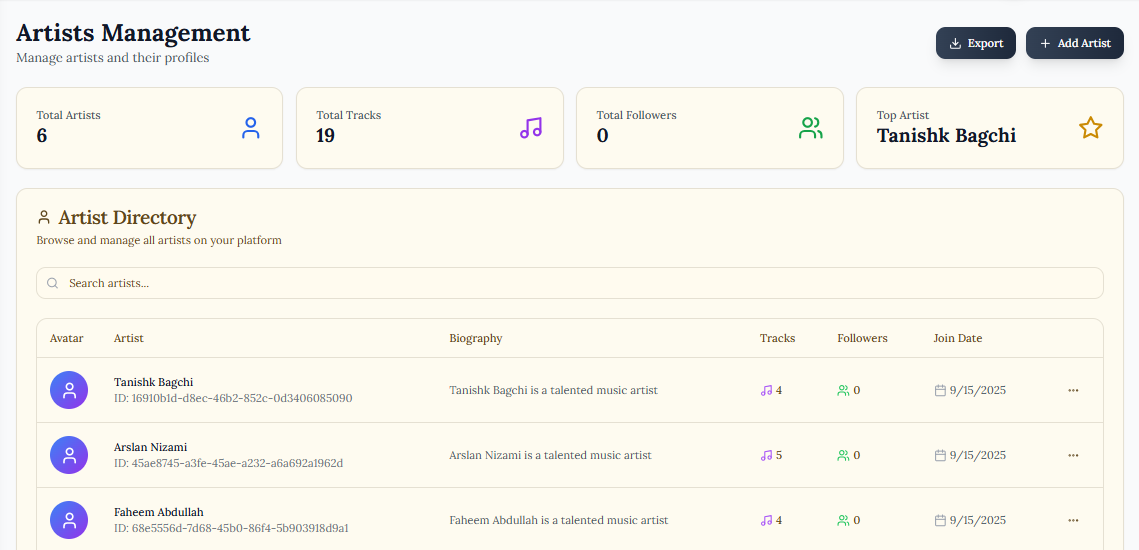 Artists Management
Manage artists and their profiles
Export
Add Artist
Total Artists
6
Total Tracks
19
Total Followers
0
Top Artist
Tanishk Bagchi
Artist Directory
Browse and manage all artists on your platform
Search artists...
Avatar Artist Biography Tracks Followers Join Date
Tanishk Bagchi
ID: 16910b1d-d8ec-46b2-852c-0d3406085090
Tanishk Bagchi is a talented music artist 4 0 9/15/2025
Arslan Nizami
ID: 45ae8745-a3fe-45ae-a232-a6a692a1962d
Arslan Nizami is a talented music artist 5 0 9/15/2025
Faheem Abdullah
ID: 68e5556d-7d68-45b0-86f4-5b903918d9a1
Faheem Abdullah is a talented music artist 4 0 9/15/2025